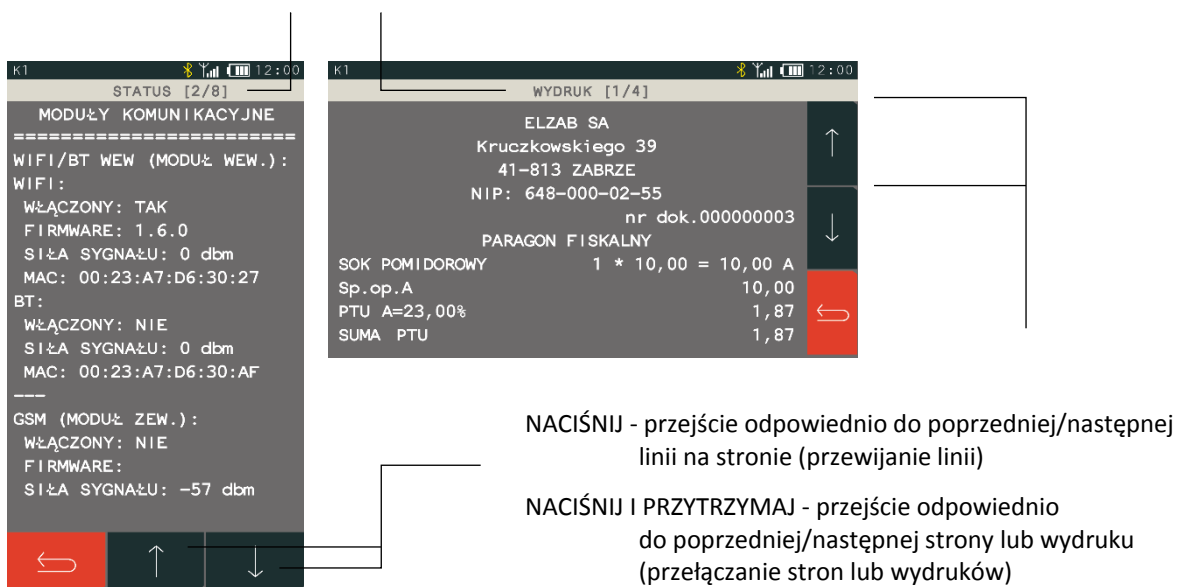 K1 12:00
STATUS [2/8]
MODUŁY KOMUNIKACYJNE
=========================
WIFI/BT WEW (MODUŁ WEW.):
WIFI:
WŁĄCZONY: TAK
FIRMWARE: 1.6.0
SIŁA SYGNAŁU: 0 dbm
MAC: 00:23:A7:D6:30:27
BT:
WŁĄCZONY: NIE
SIŁA SYGNAŁU: 0 dbm
MAC: 00:23:A7:D6:30:AF
---
GSM (MODUŁ ZEW.):
WŁĄCZONY: NIE
FIRMWARE:
SIŁA SYGNAŁU: -57 dbm
K1 12:00
WYDRUK [1/4]
ELZAB SA
Kruczkowskiego 39
41-813 ZABRZE
NIP: 648-000-02-55
nr dok.000000003
PARAGON FISKALNY
SOK POMIDOROWY 1 * 10,00 = 10,00 A
Sp.op.A 10,00
PTU A=23,00% 1,87
SUMA PTU 1,87
NACIŚNIJ - przejście odpowiednio do poprzedniej/następnej
linii na stronie (przewijanie linii)
NACIŚNIJ I PRZYTRZYMAJ - przejście odpowiednio
do poprzedniej/następnej strony lub wydruku
(przełączanie stron lub wydruków)